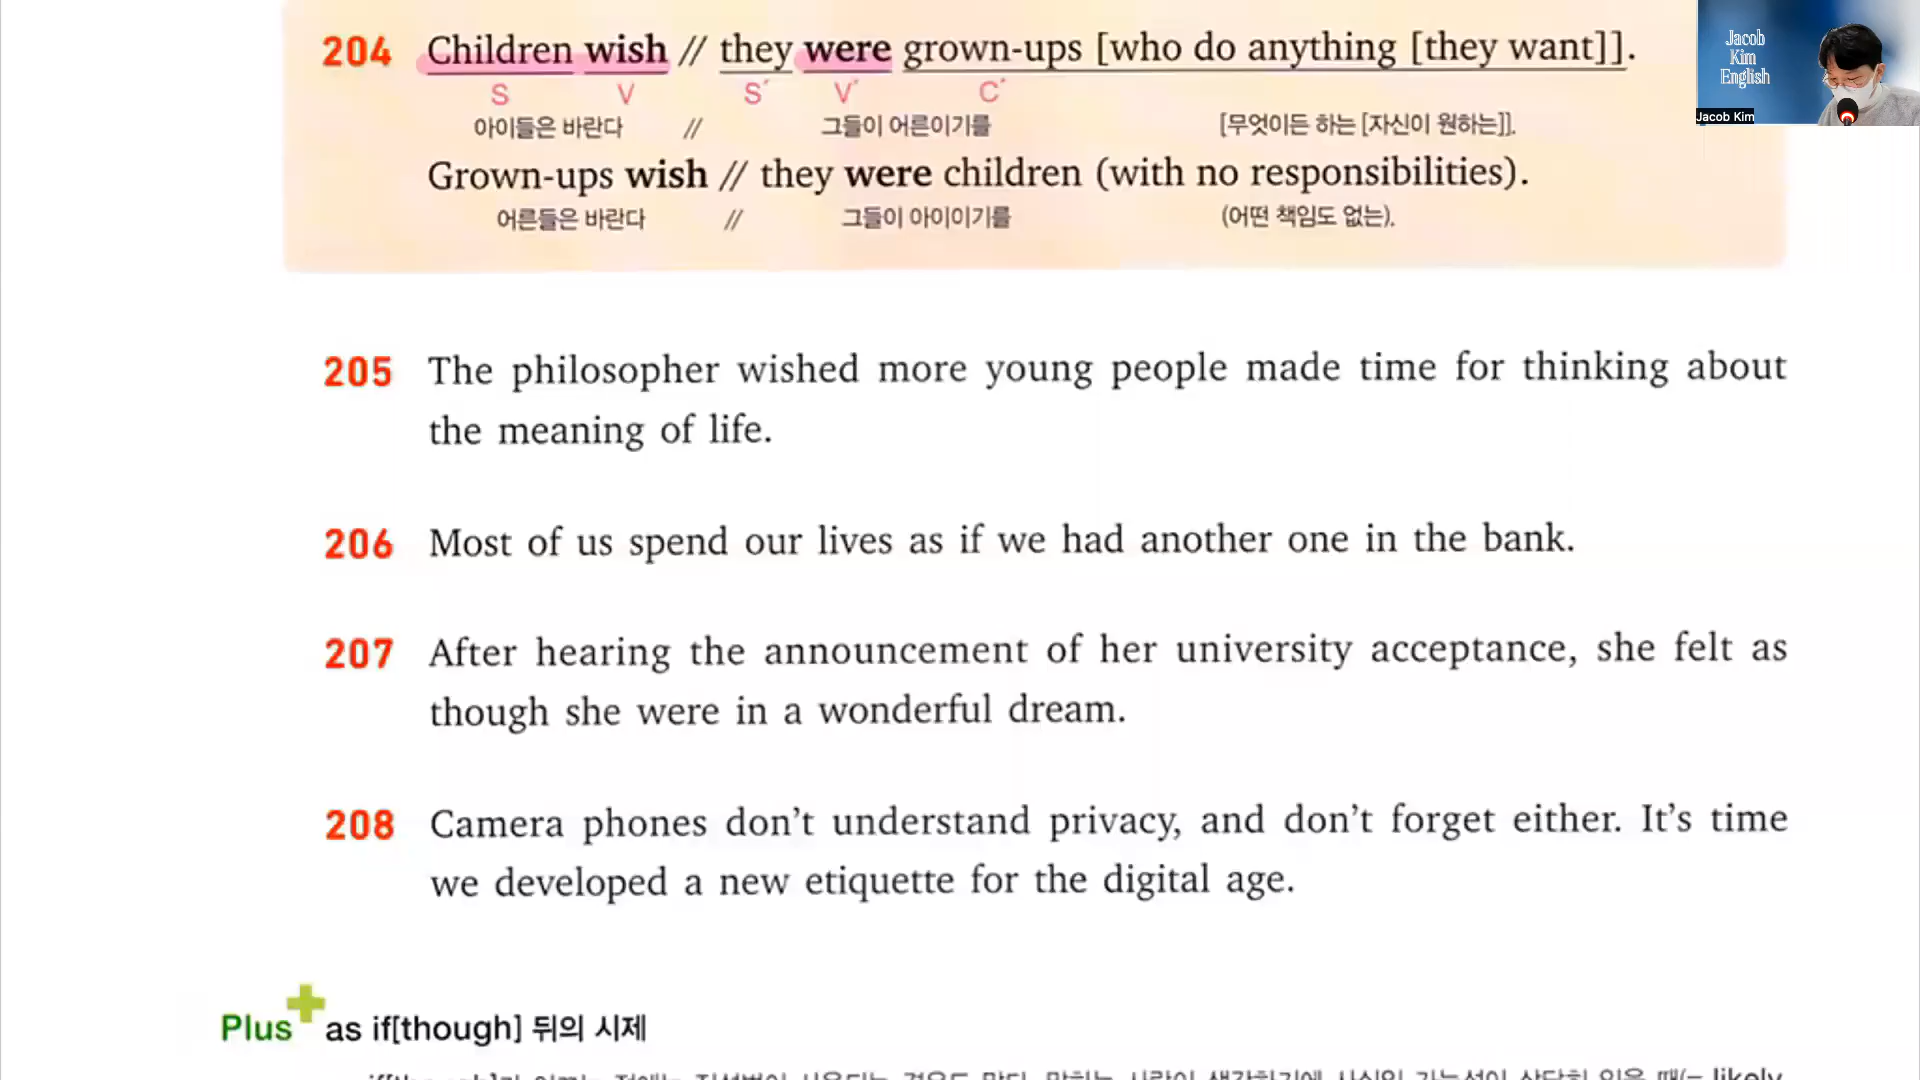 204 Children wish // they were grown-ups [who do anything [they want]].
S V S′ V′ C′
아이들은 바란다 // 그들이 어른이기를 [무엇이든 하는 [자신이 원하는]].
Grown-ups wish // they were children (with no responsibilities).
어른들은 바란다 // 그들이 아이이기를 (어떤 책임도 없는).
Jacob
Kim
English
Jacob Kim
205 The philosopher wished more young people made time for thinking about
the meaning of life.
206 Most of us spend our lives as if we had another one in the bank.
207 After hearing the announcement of her university acceptance, she felt as
though she were in a wonderful dream.
208 Camera phones don't understand privacy, and don't forget either. It's time
we developed a new etiquette for the digital age.
Plus as if[though] 뒤의 시제